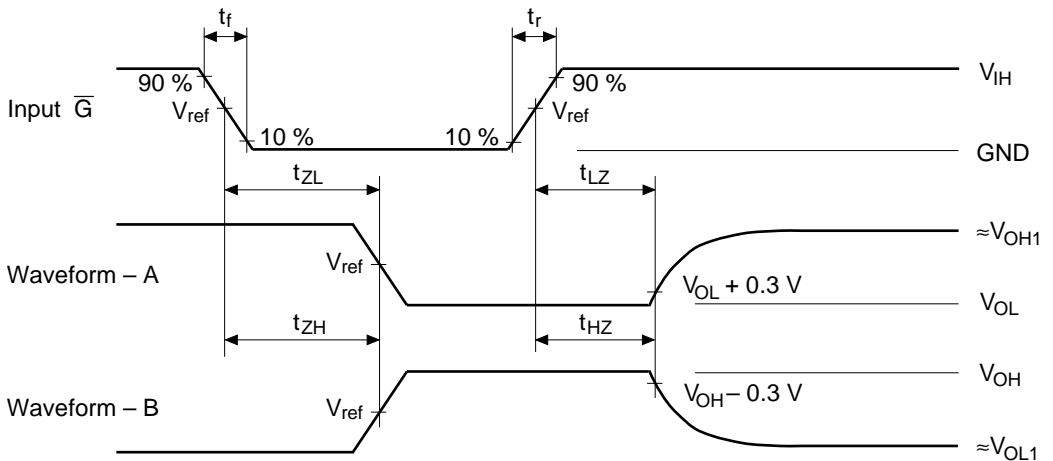 tf
tr
90 %
90 %
VIH
Input G̅
Vref
Vref
10 %
10 %
GND
tZL
tLZ
≈VOH1
Waveform – A
Vref
VOL + 0.3 V
VOL
tZH
tHZ
VOH
VOH – 0.3 V
Waveform – B
Vref
≈VOL1